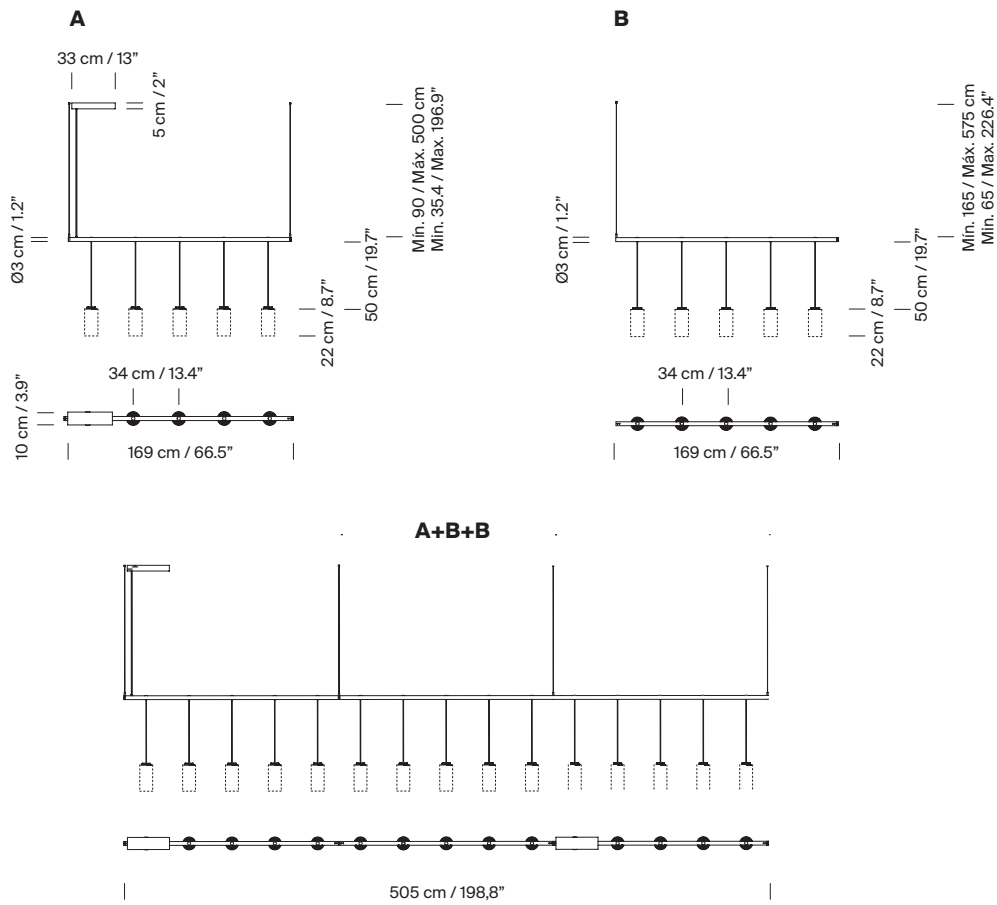 A
33 cm / 13”
5 cm / 2”
Mín. 90 / Máx. 500 cm
Min. 35.4 / Max. 196.9”
Ø3 cm / 1.2”
50 cm / 19.7”
22 cm / 8.7”
34 cm / 13.4”
10 cm / 3.9”
169 cm / 66.5”
B
Mín. 165 / Máx. 575 cm
Min. 65 / Max. 226.4”
Ø3 cm / 1.2”
50 cm / 19.7”
22 cm / 8.7”
34 cm / 13.4”
169 cm / 66.5”
A+B+B
505 cm / 198,8”